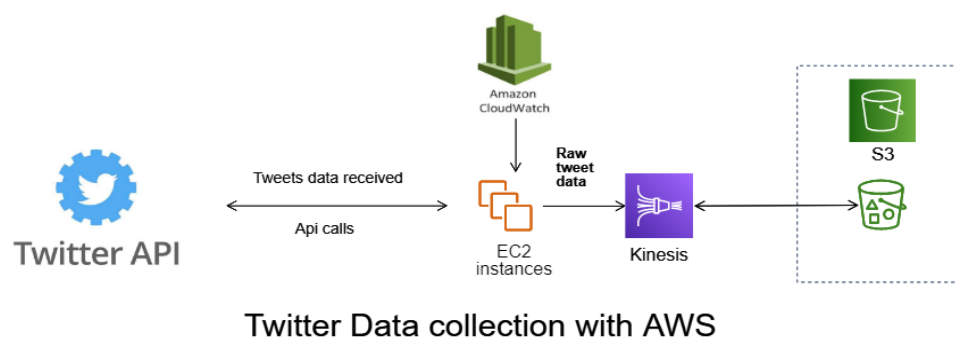 Amazon
CloudWatch
Raw
tweet
data
S3
Tweets data received
Api calls
Twitter API
EC2
instances
Kinesis
Twitter Data collection with AWS